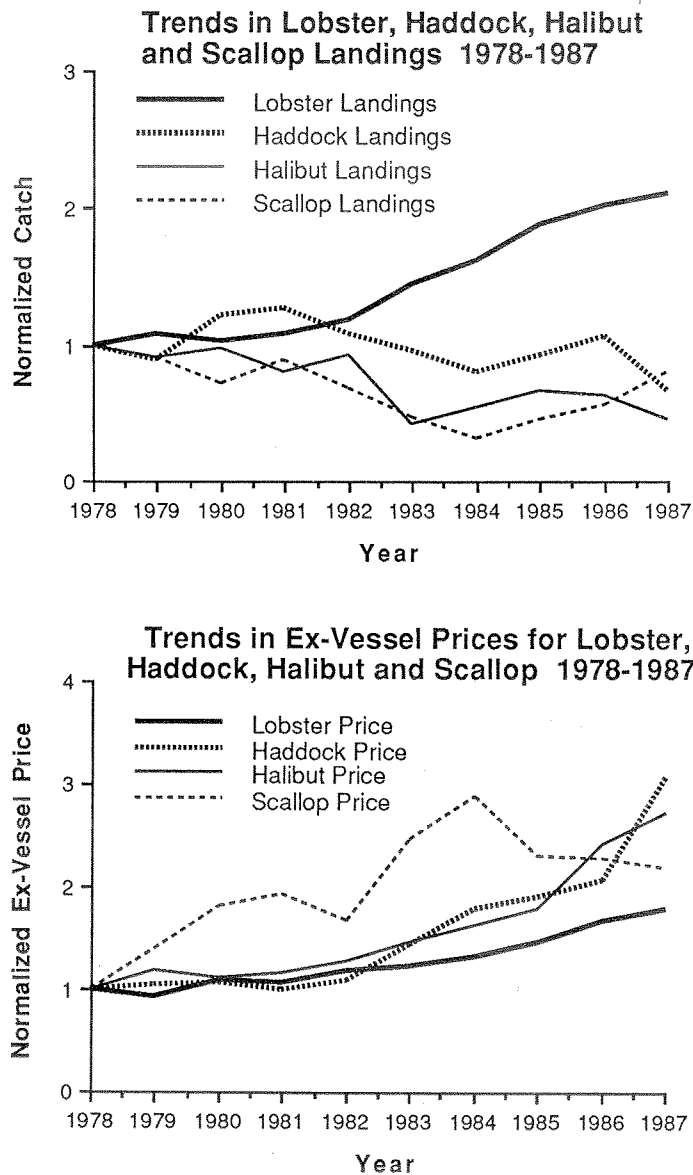 Trends in Lobster, Haddock, Halibut
and Scallop Landings 1978-1987
3
Lobster Landings
Haddock Landings
Halibut Landings
Scallop Landings
2
Normalized Catch
1
0
1978 1979 1980 1981 1982 1983 1984 1985 1986 1987
Year
Trends in Ex-Vessel Prices for Lobster,
Haddock, Halibut and Scallop 1978-1987
4
Lobster Price
Haddock Price
Halibut Price
Scallop Price
3
Normalized Ex-Vessel Price
2
1
0
1978 1979 1980 1981 1982 1983 1984 1985 1986 1987
Year